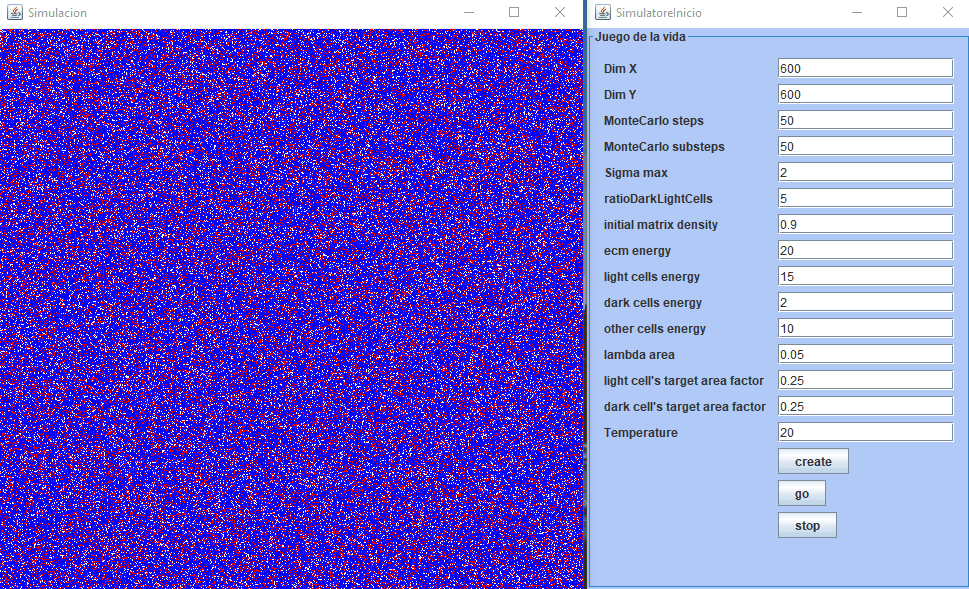 Simulacion
SimulatoreInicio
Juego de la vida
Dim X 600
Dim Y 600
MonteCarlo steps 50
MonteCarlo substeps 50
Sigma max 2
ratioDarkLightCells 5
initial matrix density 0.9
ecm energy 20
light cells energy 15
dark cells energy 2
other cells energy 10
lambda area 0.05
light cell's target area factor 0.25
dark cell's target area factor 0.25
Temperature 20
create
go
stop